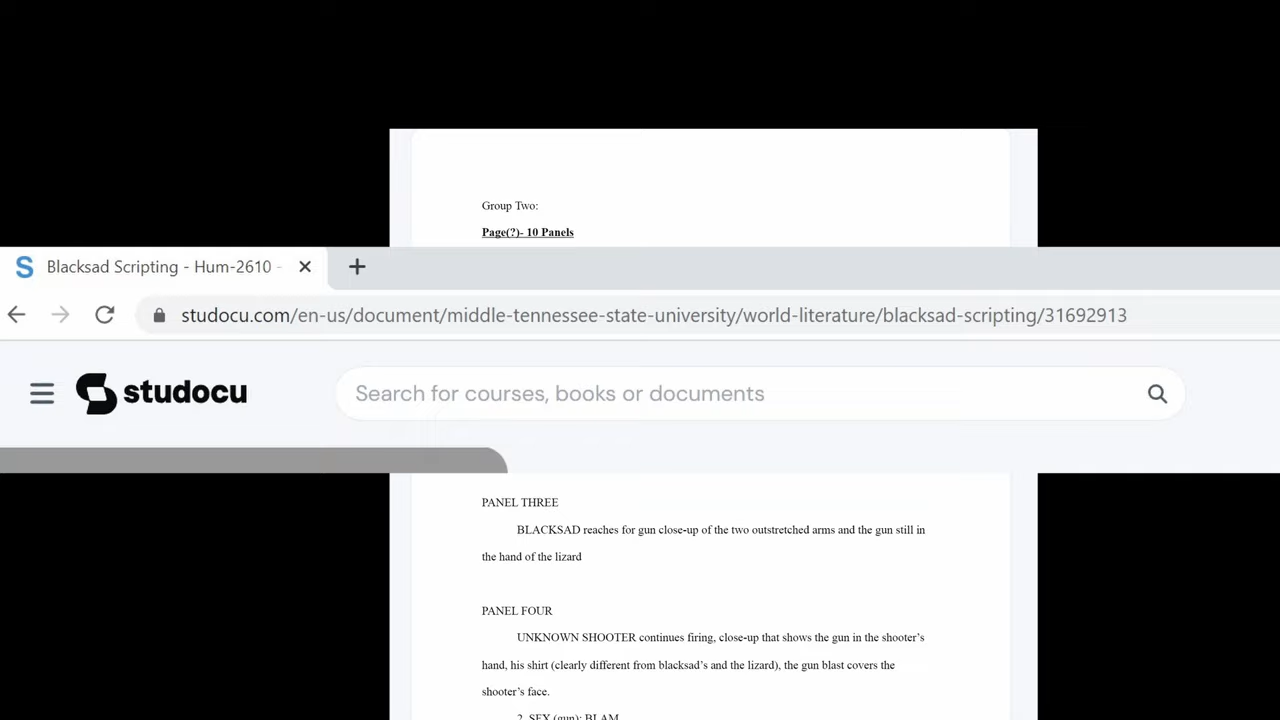 Group Two:
Page(?)- 10 Panels
Blacksad Scripting - Hum-2610 -
studocu.com/en-us/document/middle-tennessee-state-university/world-literature/blacksad-scripting/31692913
studocu
Search for courses, books or documents
PANEL THREE
BLACKSAD reaches for gun close-up of the two outstretched arms and the gun still in
the hand of the lizard
PANEL FOUR
UNKNOWN SHOOTER continues firing, close-up that shows the gun in the shooter’s
hand, his shirt (clearly different from blacksad’s and the lizard), the gun blast covers the
shooter’s face.
2. SFX (gun): BLAM